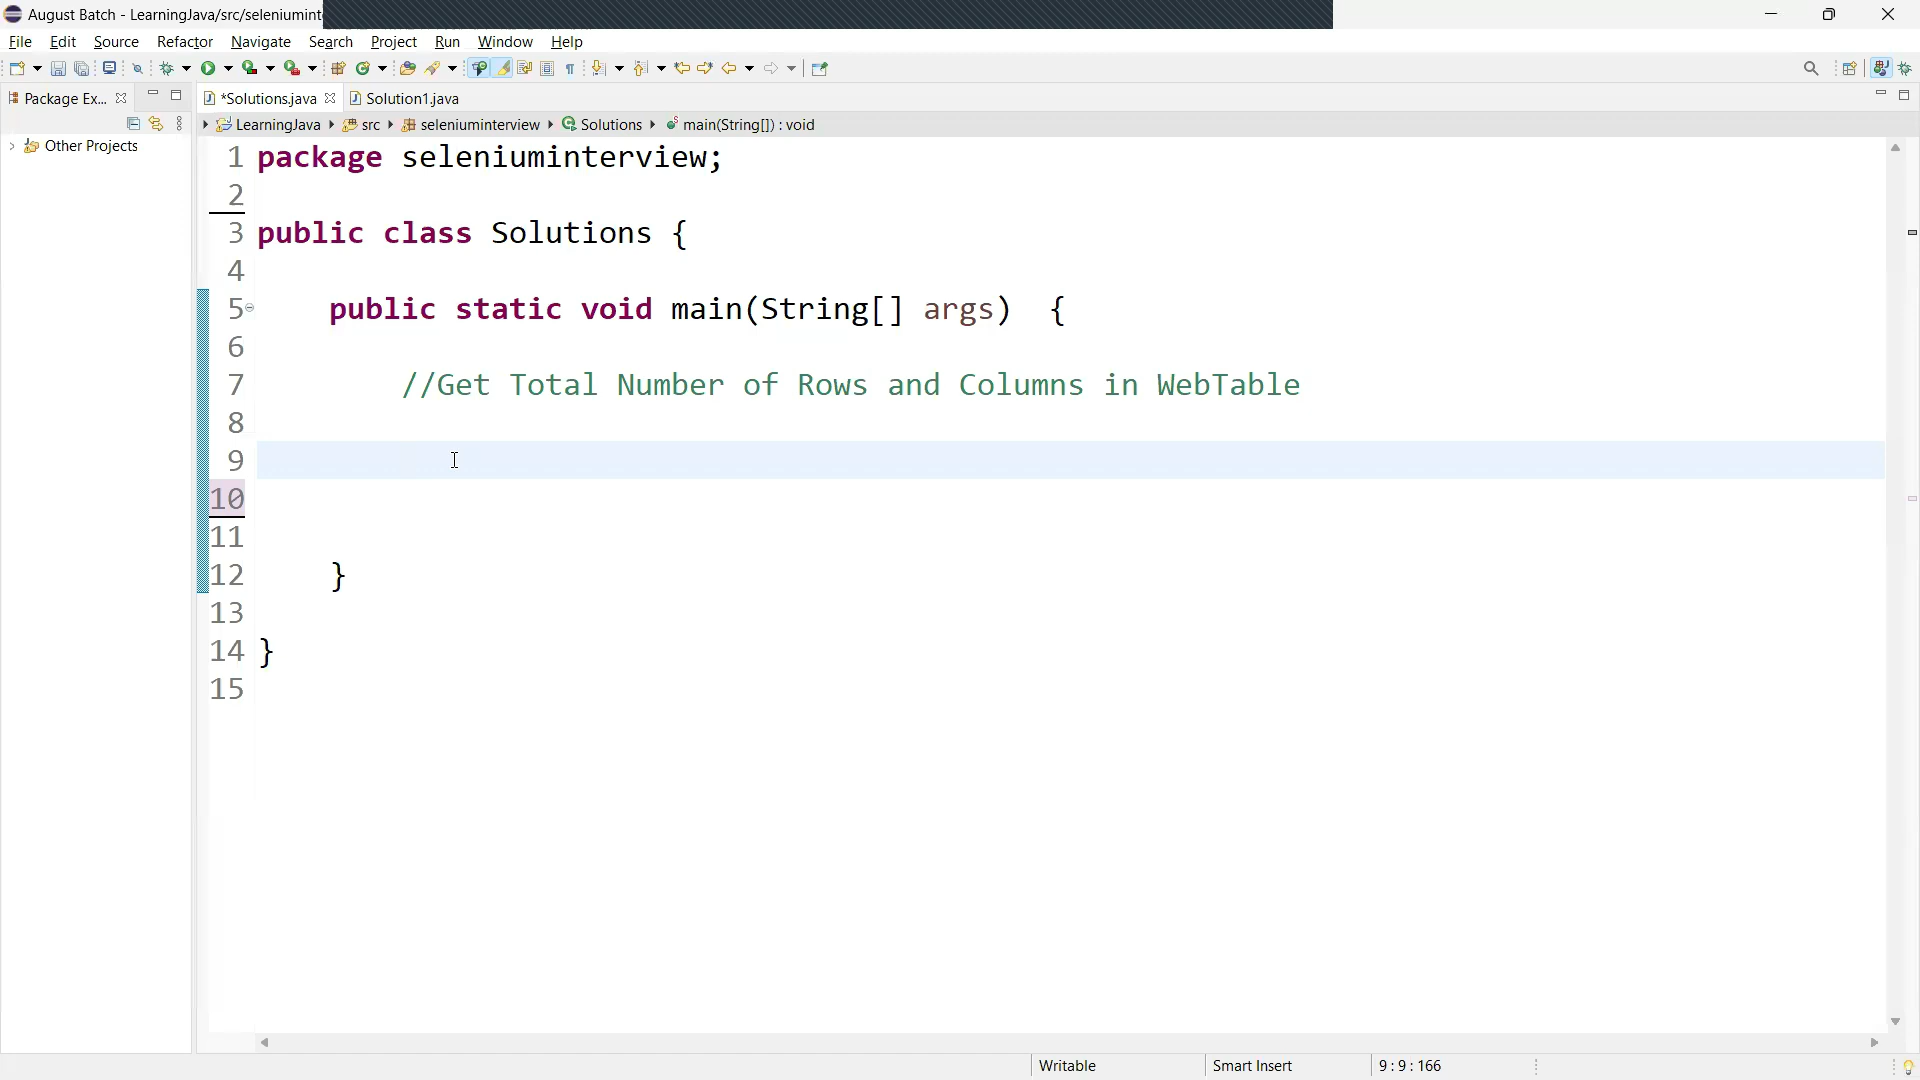 August Batch - LearningJava/src/seleniuminte
File Edit Source Refactor Navigate Search Project Run Window Help
Package Ex... *Solutions.java Solution1.java
LearningJava src seleniuminterview Solutions main(String[]) : void
Other Projects
1 package seleniuminterview;
2
3 public class Solutions {
4
5 public static void main(String[] args) {
6
7 //Get Total Number of Rows and Columns in WebTable
8
9
10
11
12 }
13
14 }
15
Writable Smart Insert 9 : 9 : 166